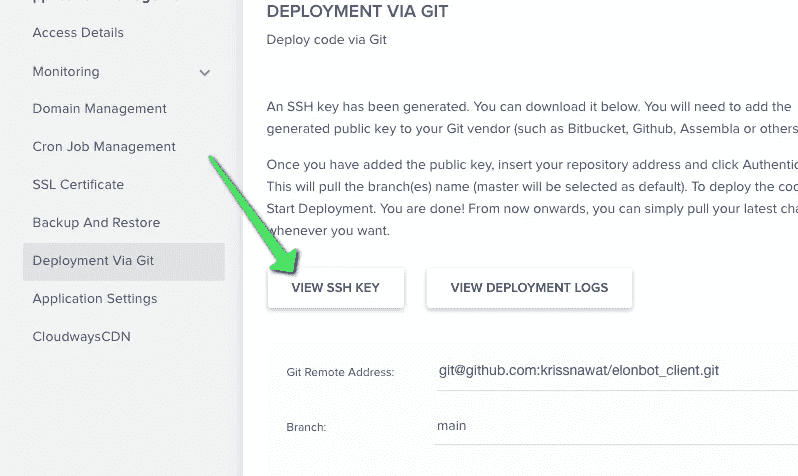 Access Details
Monitoring
Domain Management
Cron Job Management
SSL Certificate
Backup And Restore
Deployment Via Git
Application Settings
CloudwaysCDN
DEPLOYMENT VIA GIT
Deploy code via Git
An SSH key has been generated. You can download it below. You will need to add the
generated public key to your Git vendor (such as Bitbucket, Github, Assembla or others
Once you have added the public key, insert your repository address and click Authentic
This will pull the branch(es) name (master will be selected as default). To deploy the cod
Start Deployment. You are done! From now onwards, you can simply pull your latest cha
whenever you want.
VIEW SSH KEY
VIEW DEPLOYMENT LOGS
Git Remote Address:
git@github.com:krissnawat/elonbot_client.git
Branch:
main